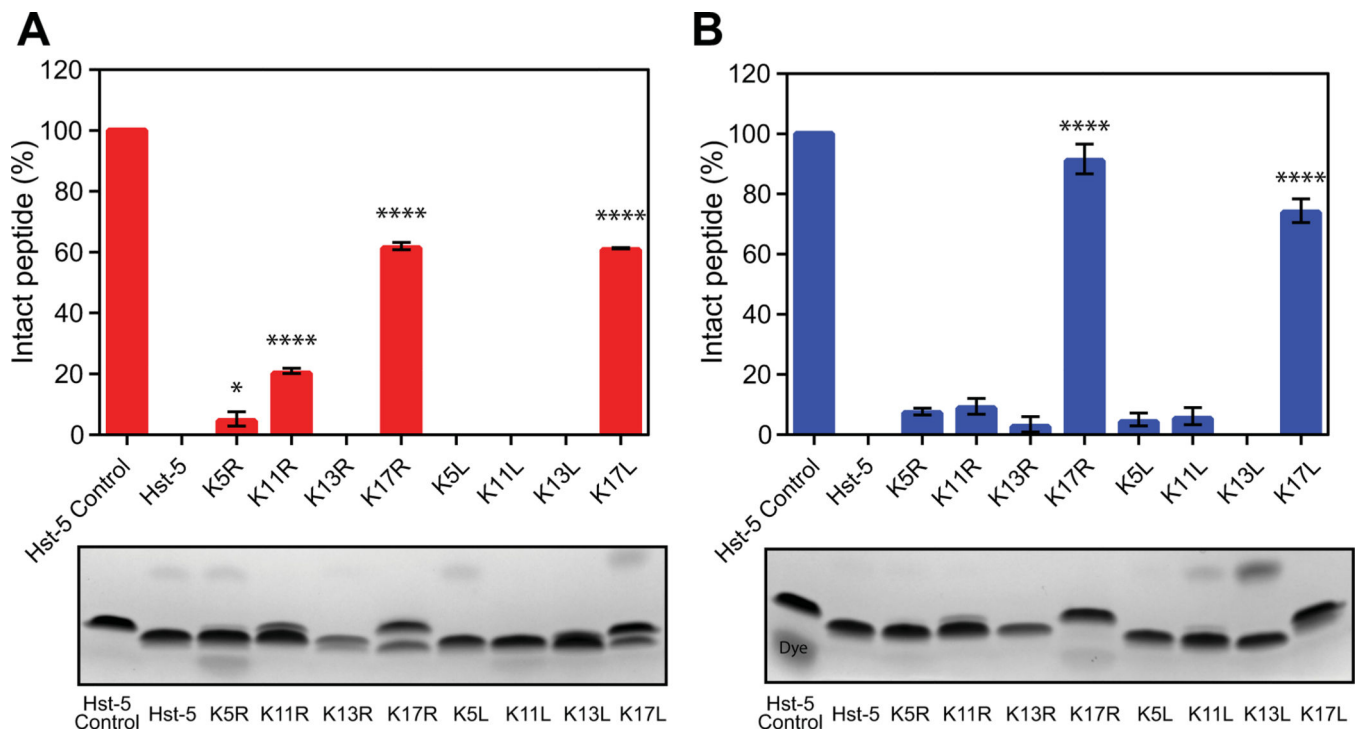 A
120
100
80
60
40
20
0
Intact peptide (%)
*
****
****
****
Hst-5 Control
Hst-5
K5R
K11R
K13R
K17R
K5L
K11L
K13L
K17L
Hst-5 Control
Hst-5 K5R K11R K13R K17R K5L K11L K13L K17L
B
120
100
80
60
40
20
0
Intact peptide (%)
****
****
Hst-5 Control
Hst-5
K5R
K11R
K13R
K17R
K5L
K11L
K13L
K17L
Dye
Hst-5
Control
Hst-5 K5R K11R K13R K17R K5L K11L K13L K17L